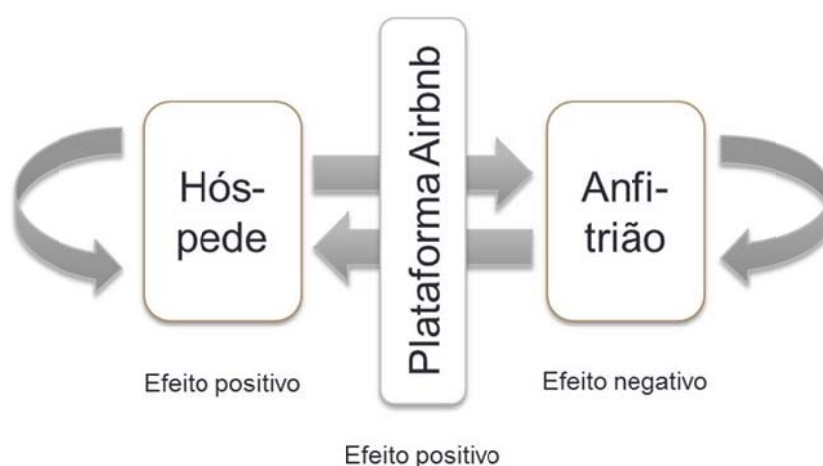 Hós-
pede
Plataforma Airbnb
Anfi-
trião
Efeito positivo
Efeito negativo
Efeito positivo